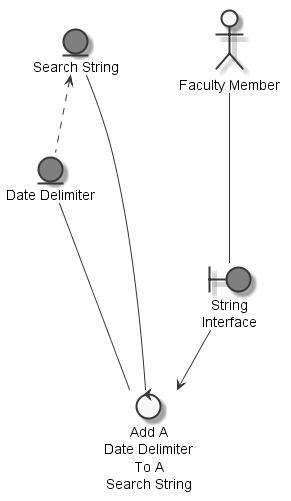 Search String
Faculty Member
Date Delimiter
String
Interface
Add A
Date Delimiter
To A
Search String